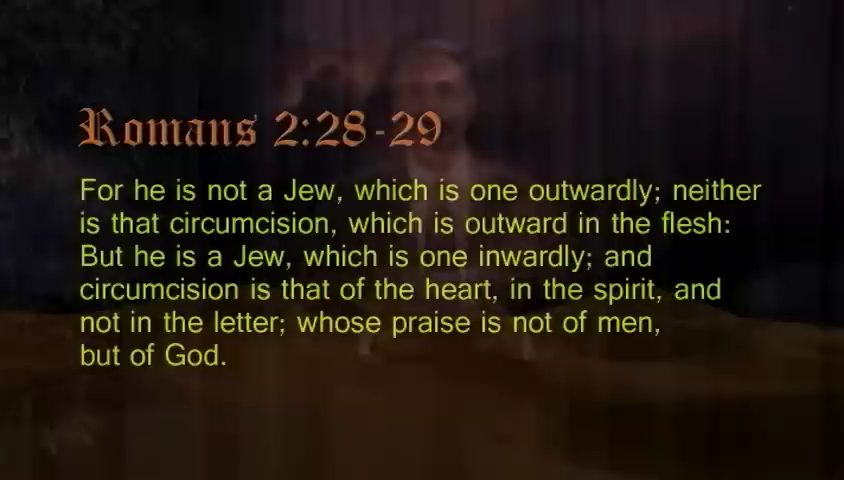 Romans 2:28-29
For he is not a Jew, which is one outwardly; neither
is that circumcision, which is outward in the flesh:
But he is a Jew, which is one inwardly; and
circumcision is that of the heart, in the spirit, and
not in the letter; whose praise is not of men,
but of God.